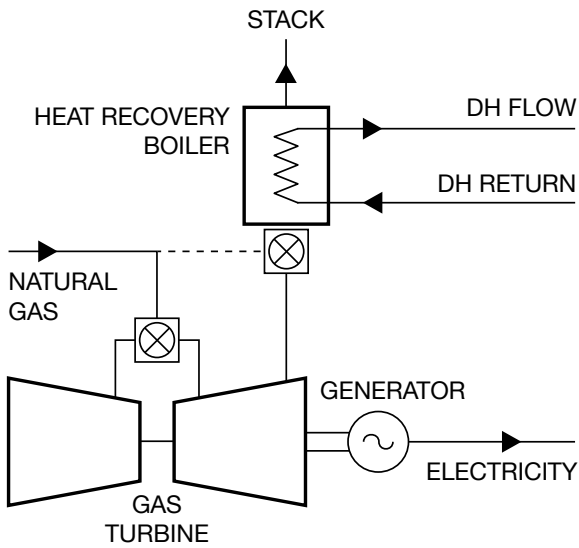 STACK
HEAT RECOVERY
BOILER
DH FLOW
DH RETURN
NATURAL
GAS
GENERATOR
ELECTRICITY
GAS
TURBINE